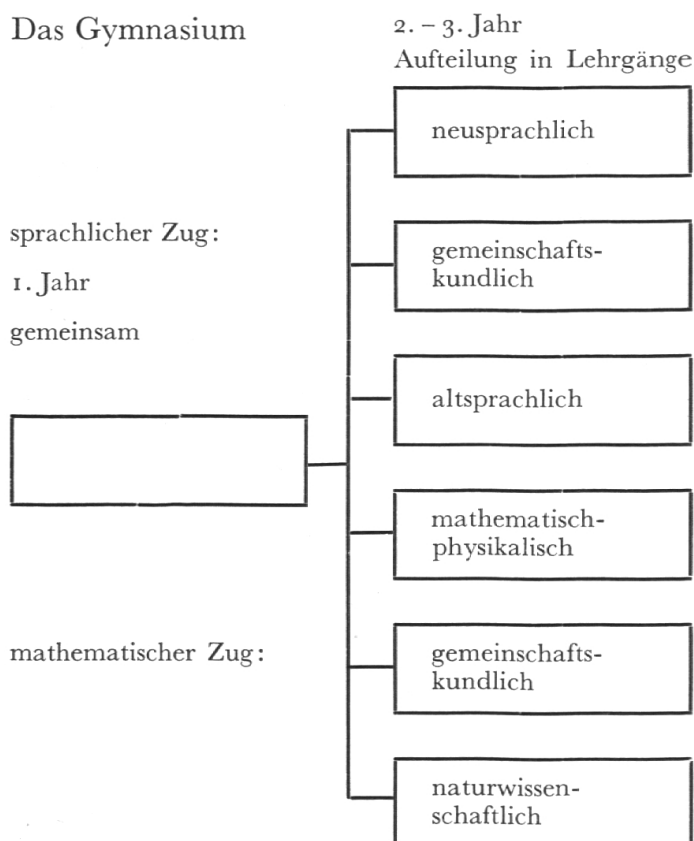 Das Gymnasium
2. – 3. Jahr
Aufteilung in Lehrgänge
neusprachlich
sprachlicher Zug:
1. Jahr
gemeinsam
gemeinschafts-
kundlich
altsprachlich
mathematisch-
physikalisch
mathematischer Zug:
gemeinschafts-
kundlich
naturwissen-
schaftlich